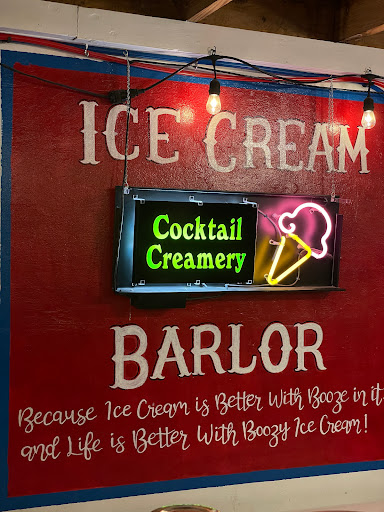 ICE CREAM
Cocktail
Creamery
BARLOR
Because Ice Cream is Better With Booze in it,
and Life is Better With Boozy Ice Cream!